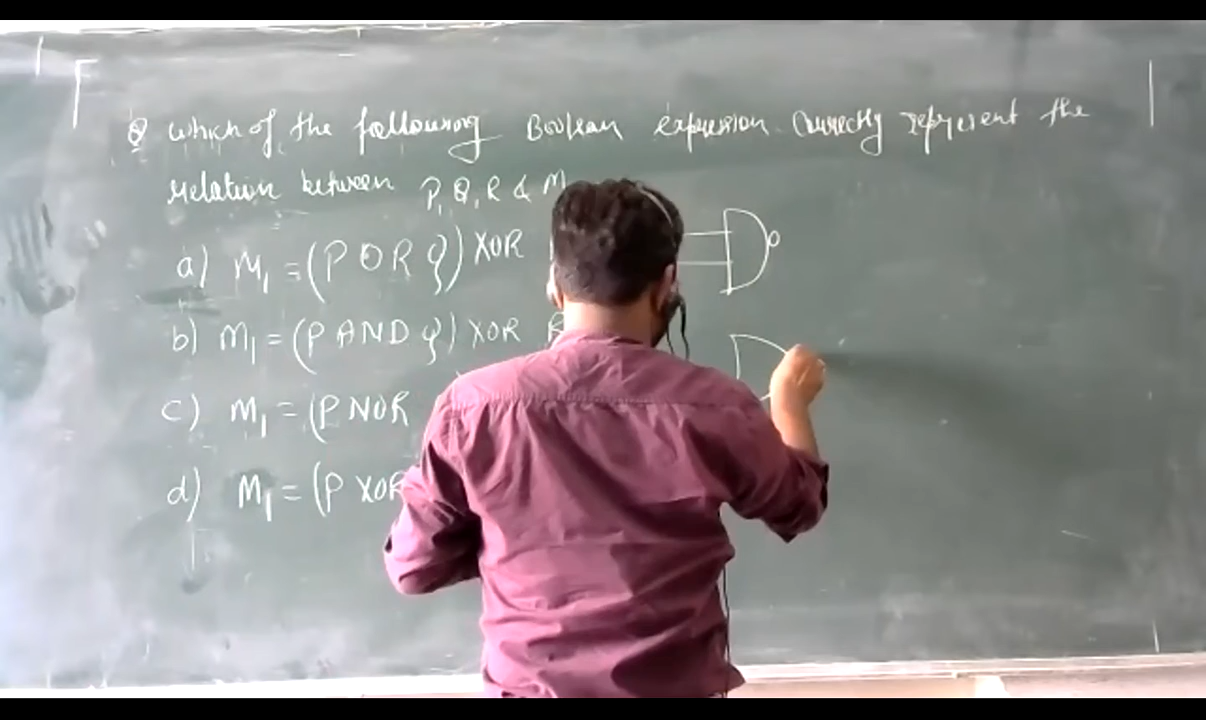 Q which of the following Boolean expression Correctly represent the
relation between P, Q, R & M
a) M1 = (P OR Q) XOR
b) M1 = (P AND Q) XOR R
c) M1 = (P NOR
d) M1 = (P XOR